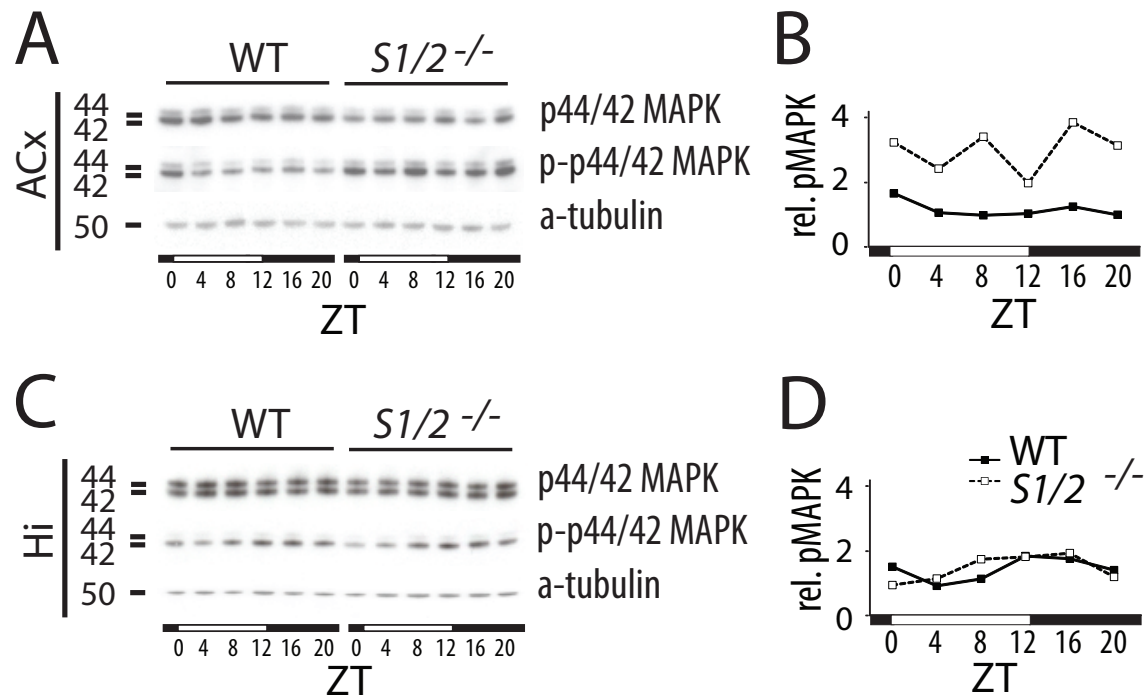 A
WT S1/2 -/-
ACx
44 42 p44/42 MAPK
44 42 p-p44/42 MAPK
50 a-tubulin
0 4 8 12 16 20 0 4 8 12 16 20
ZT
B
rel. pMAPK
4
2
0
0 4 8 12 16 20
ZT
C
WT S1/2 -/-
Hi
44 42 p44/42 MAPK
44 42 p-p44/42 MAPK
50 a-tubulin
0 4 8 12 16 20 0 4 8 12 16 20
ZT
D
WT
S1/2 -/-
rel. pMAPK
4
2
0
0 4 8 12 16 20
ZT